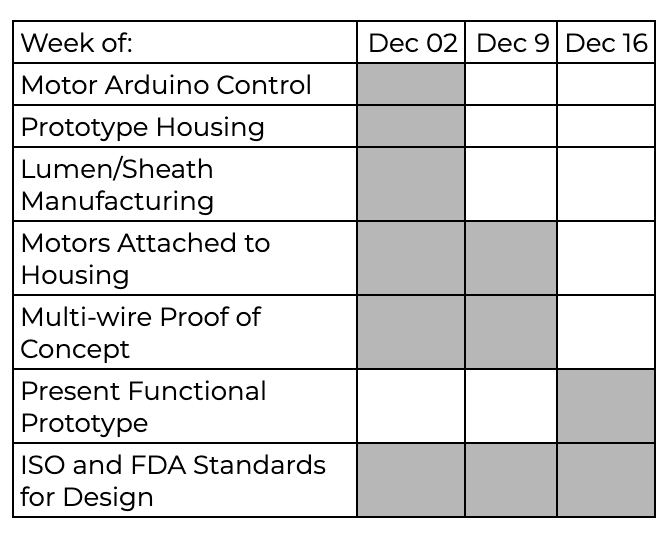 Week of: Dec 02 Dec 9 Dec 16
Motor Arduino Control
Prototype Housing
Lumen/Sheath
Manufacturing
Motors Attached to
Housing
Multi-wire Proof of
Concept
Present Functional
Prototype
ISO and FDA Standards
for Design